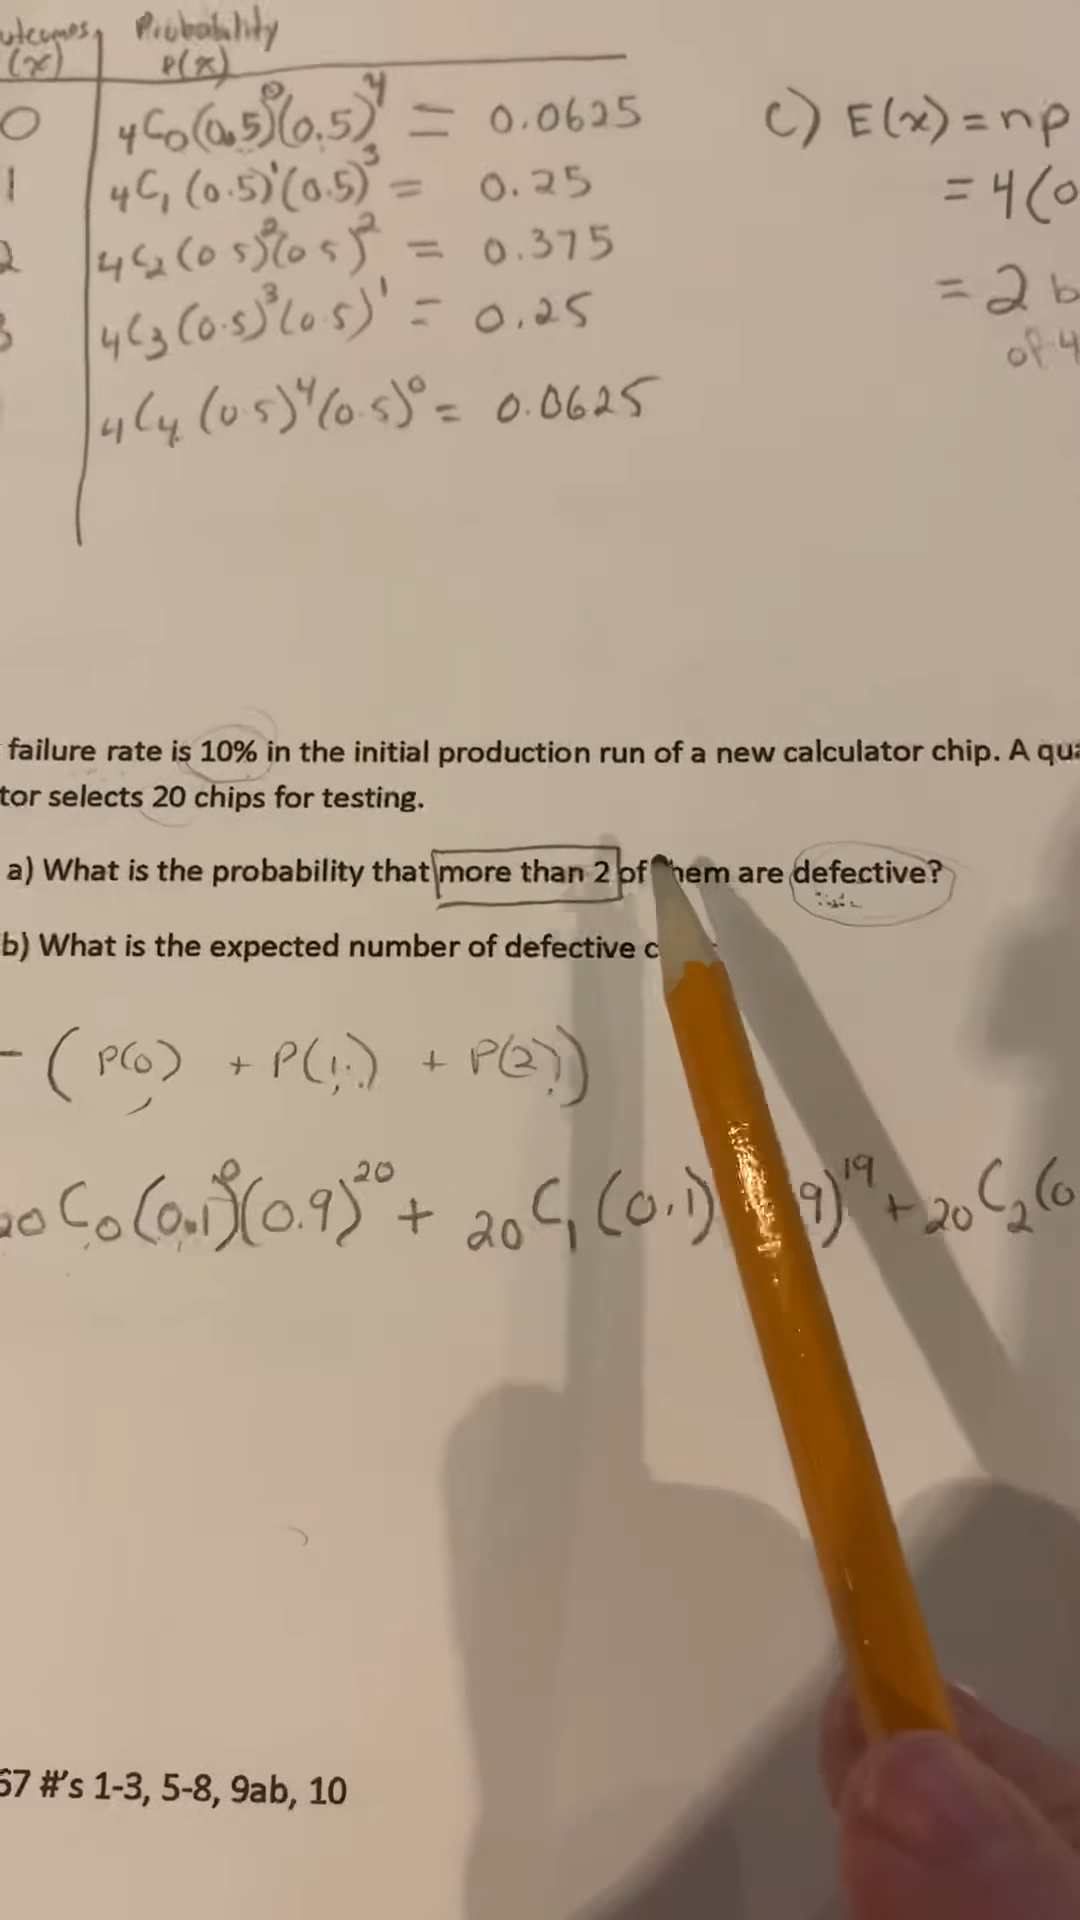 utcomes, Probability
(x) P(x)
0 ₄C₀(0.5)⁰(0.5)⁴ = 0.0625
1 ₄C₁(0.5)¹(0.5)³ = 0.25
2 ₄C₂(0.5)²(0.5)² = 0.375
3 ₄C₃(0.5)³(0.5)¹ = 0.25
₄C₄(0.5)⁴(0.5)⁰ = 0.0625
c) E(x) = np
= 4(0
= 2 b
of 4
failure rate is 10% in the initial production run of a new calculator chip. A qua
tor selects 20 chips for testing.
a) What is the probability that more than 2 of hem are defective?
b) What is the expected number of defective c
- (P(0) + P(1) + P(2))
₂₀C₀(0.1)⁰(0.9)²⁰ + ₂₀C₁(0.1) 9)¹⁹ + ₂₀C₂(0
67 #'s 1-3, 5-8, 9ab, 10